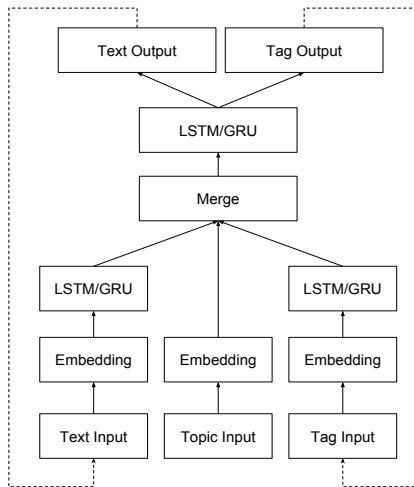 Text Output Tag Output
LSTM/GRU
Merge
LSTM/GRU LSTM/GRU
Embedding Embedding Embedding
Text Input Topic Input Tag Input